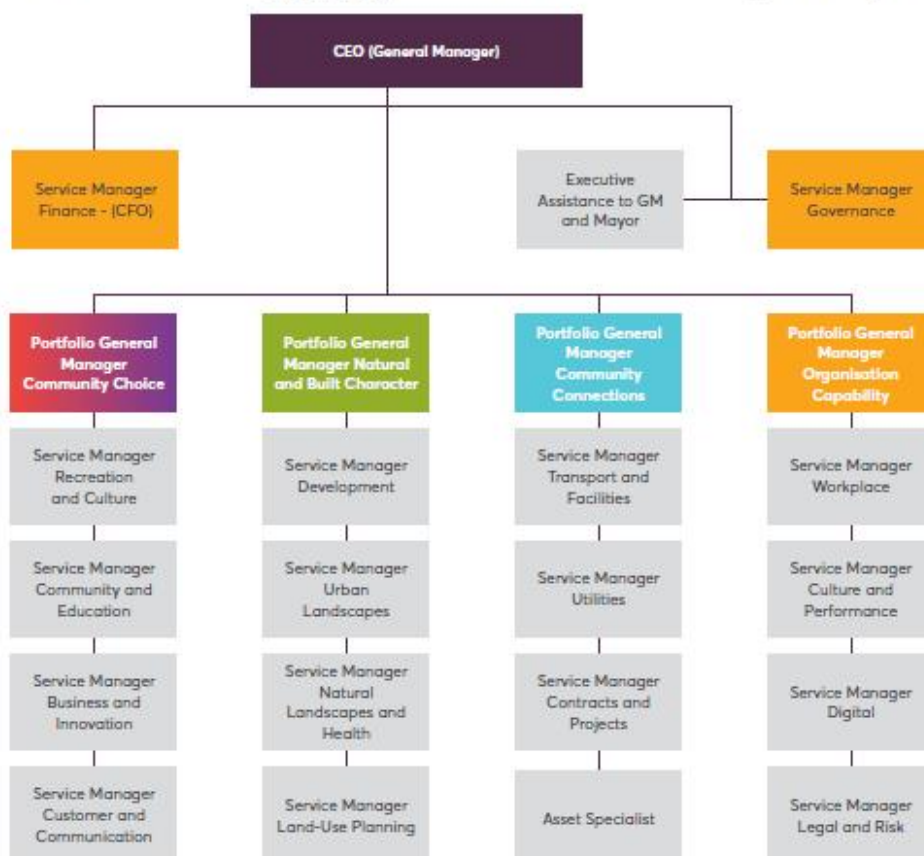 CEO (General Manager)
Service Manager
Finance - (CFO)
Executive
Assistance to GM
and Mayor
Service Manager
Governance
Portfolio General
Manager
Community Choice
Portfolio General
Manager Natural
and Built Character
Portfolio General
Manager
Community
Connections
Portfolio General
Manager
Organisation
Capability
Service Manager
Recreation
and Culture
Service Manager
Development
Service Manager
Transport and
Facilities
Service Manager
Workplace
Service Manager
Community and
Education
Service Manager
Urban
Landscapes
Service Manager
Utilities
Service Manager
Culture and
Performance
Service Manager
Business and
Innovation
Service Manager
Natural
Landscapes and
Health
Service Manager
Contracts and
Projects
Service Manager
Digital
Service Manager
Customer and
Communication
Service Manager
Land-Use Planning
Asset Specialist
Service Manager
Legal and Risk